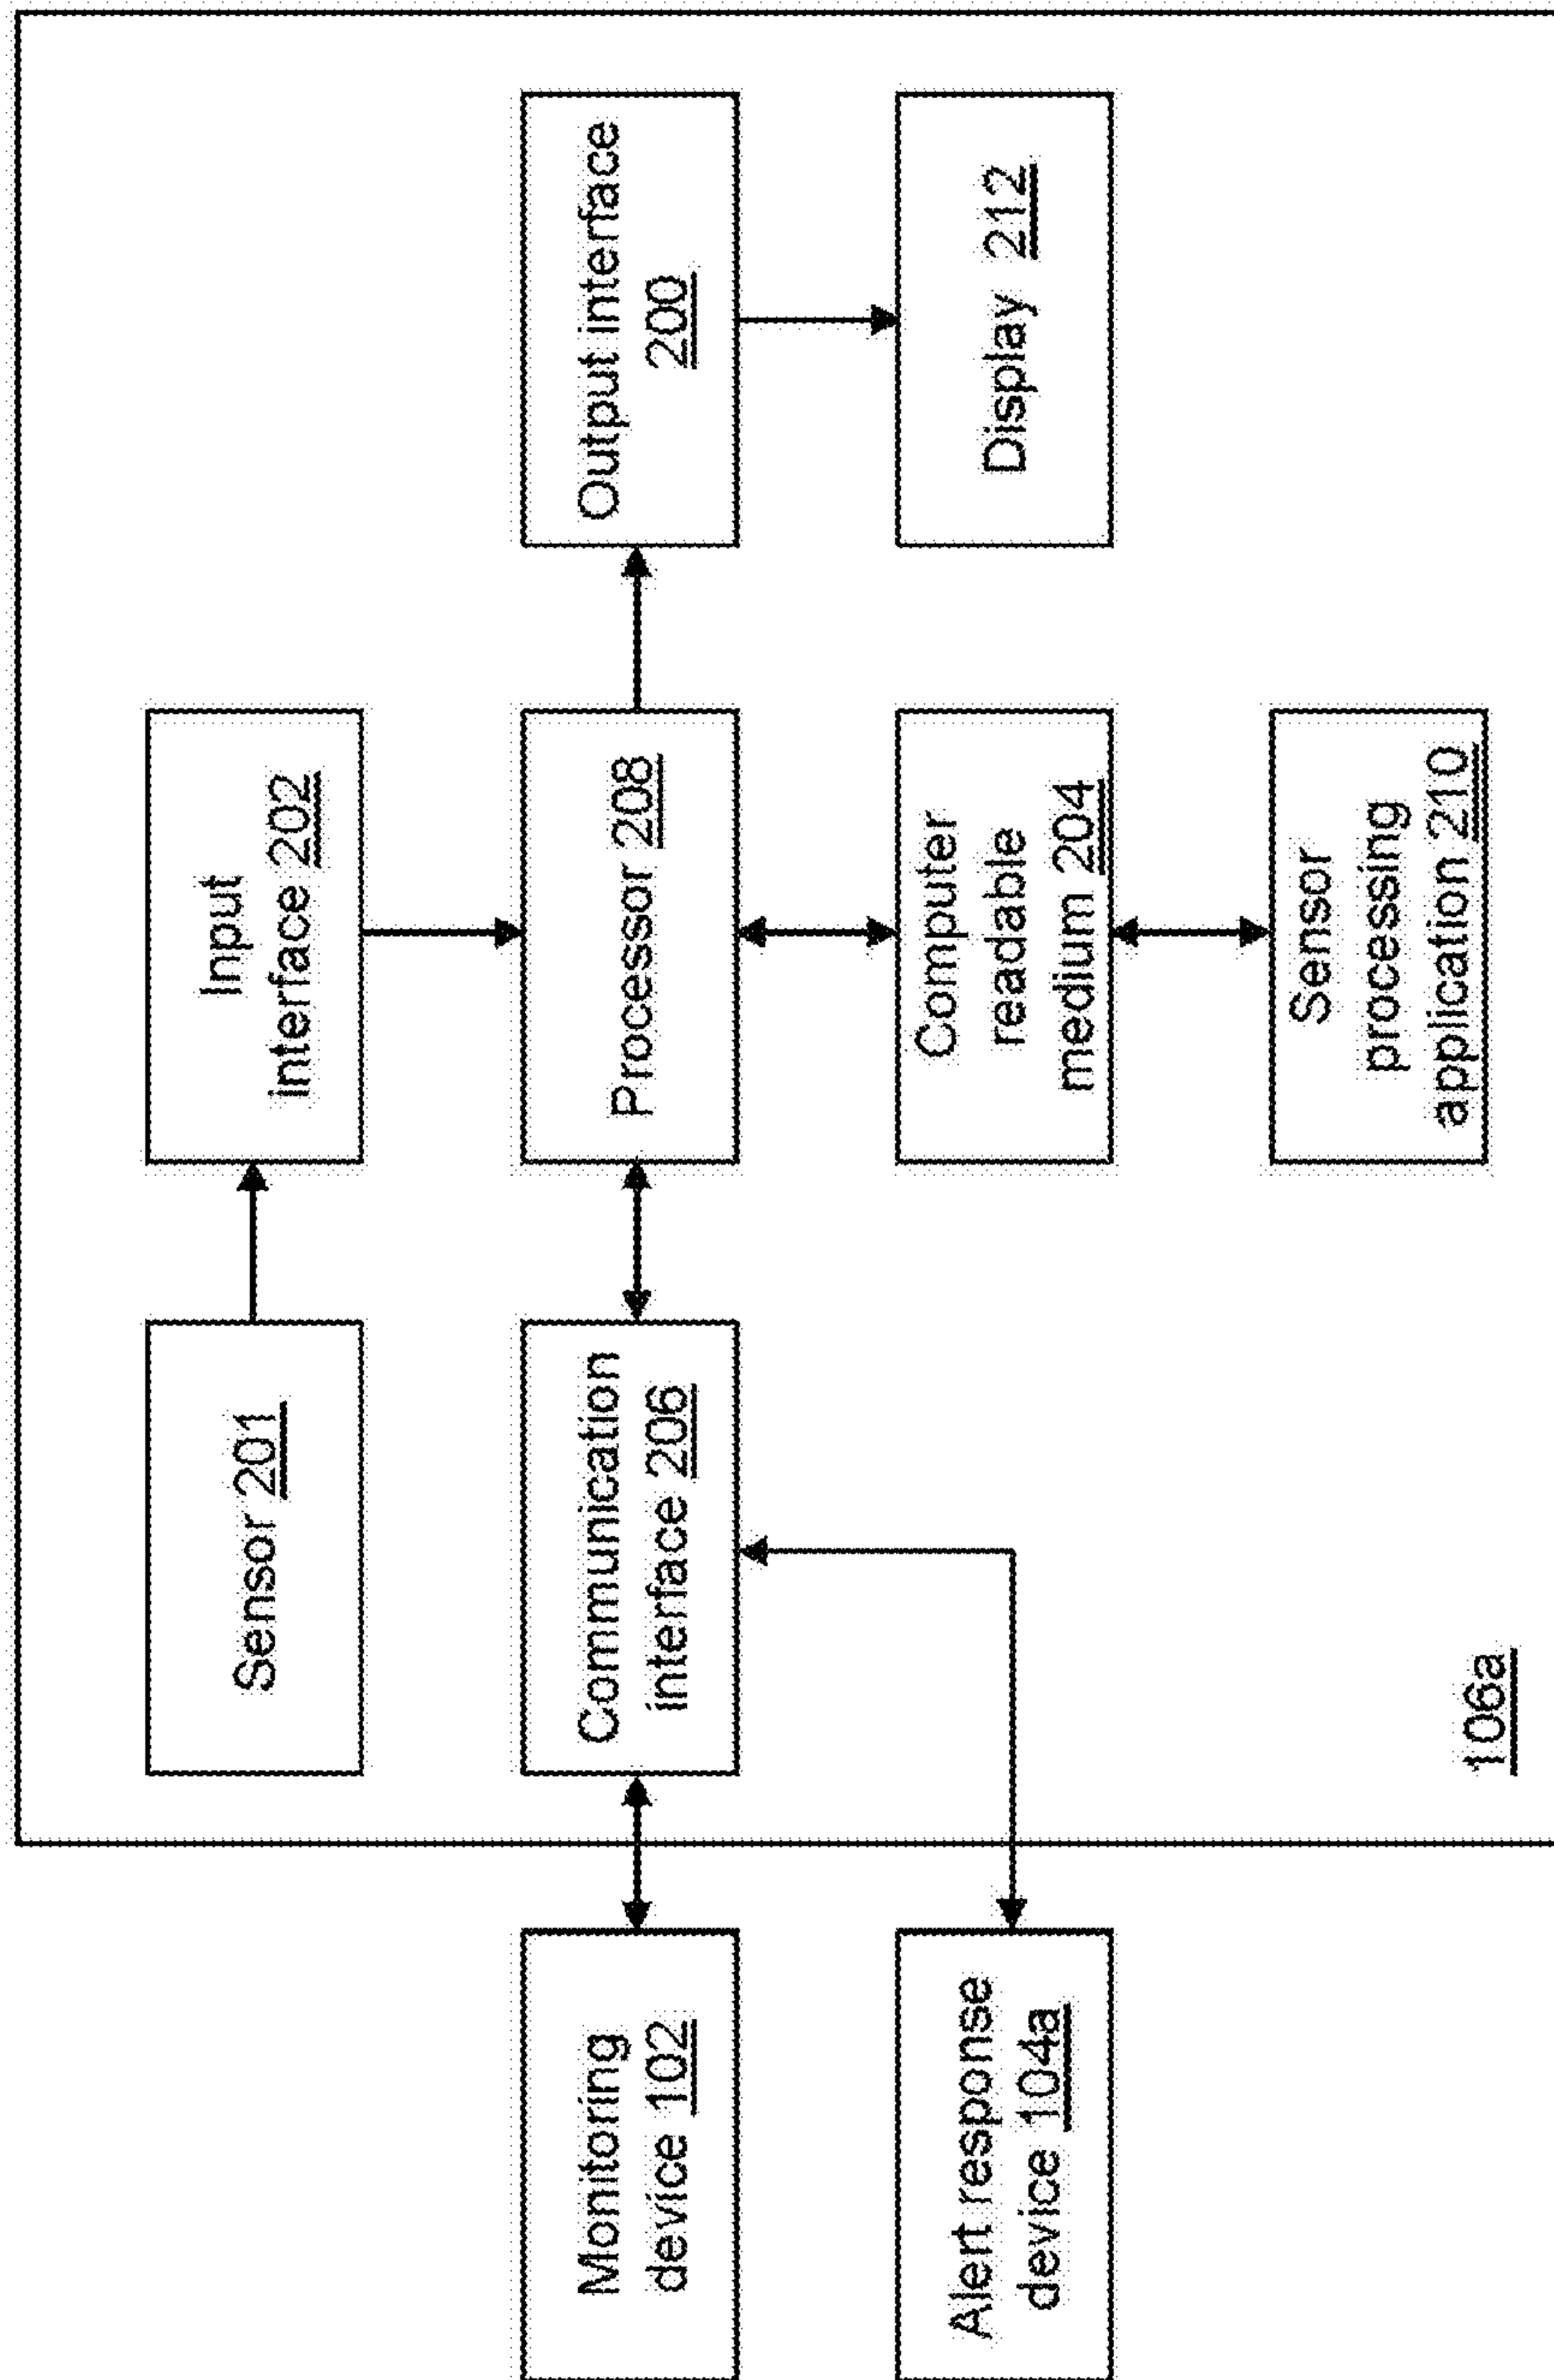 Sensor 201
Input
interface 202
Monitoring
device 102
Communication
interface 206
Processor 208
Output interface
200
Alert response
device 104a
Computer
readable
medium 204
Display 212
Sensor
processing
application 210
106a